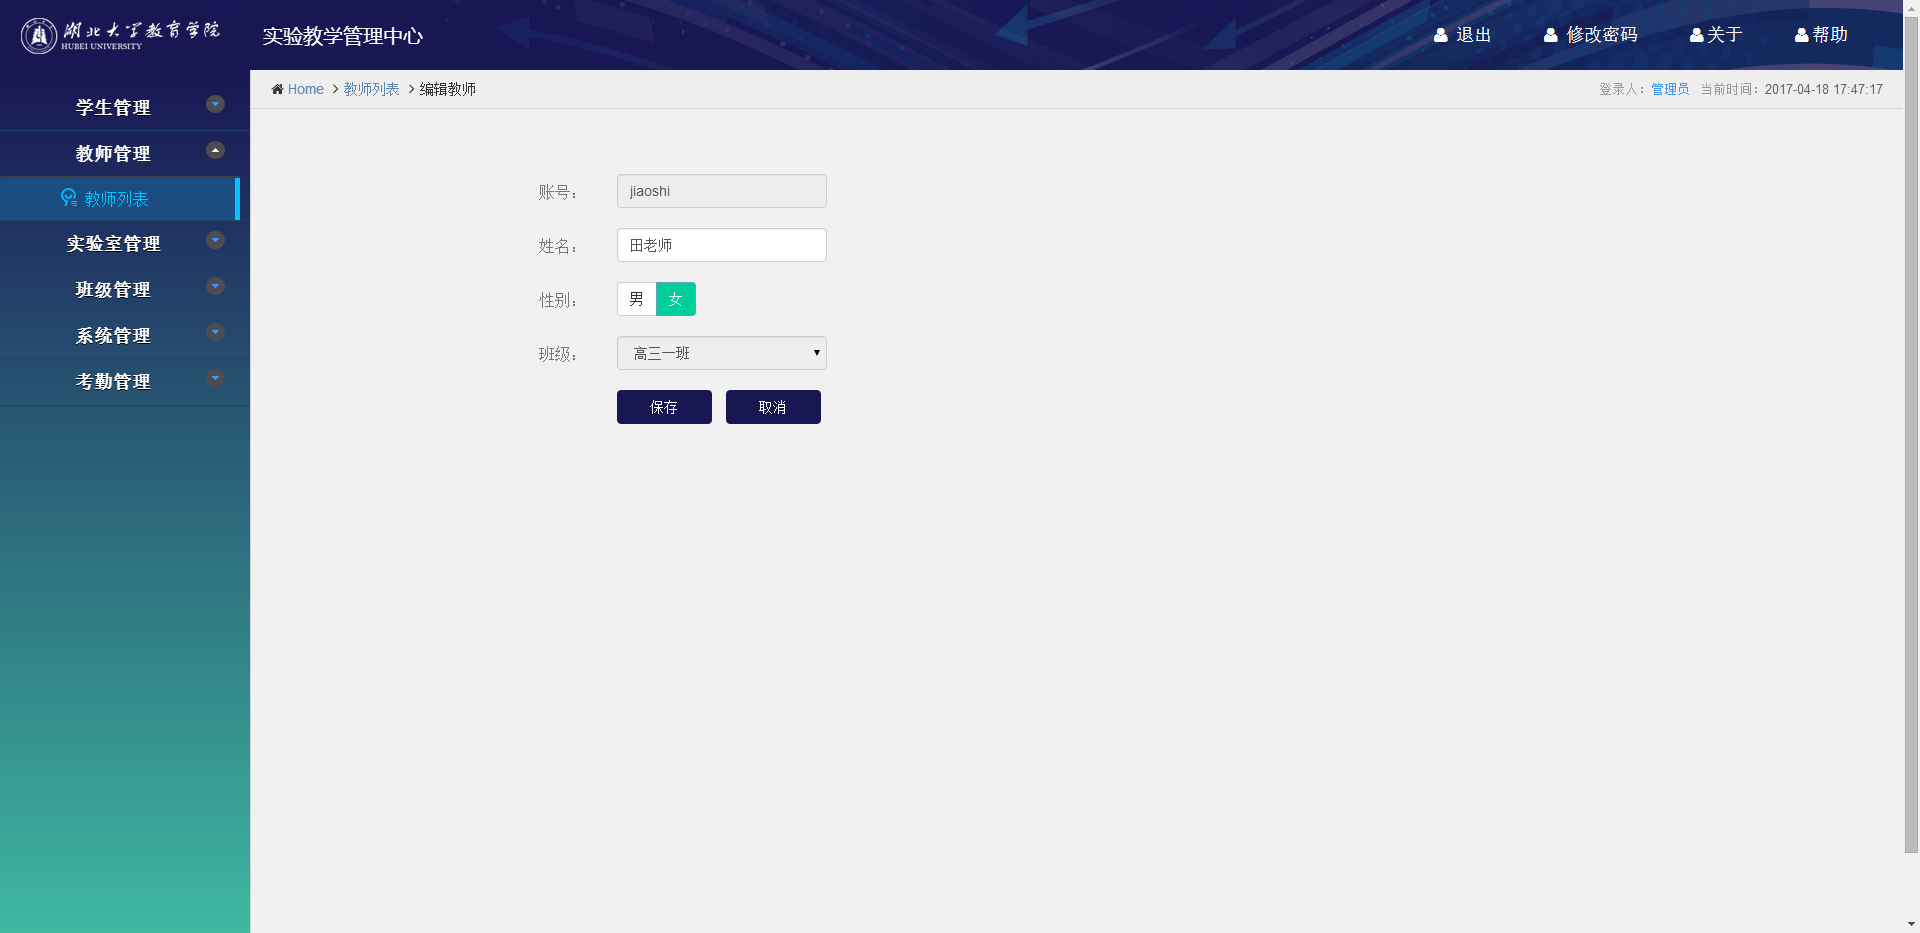 湖北大学教育学院
HUBEI UNIVERSITY
实验教学管理中心
退出
修改密码
关于
帮助
Home > 教师列表 > 编辑教师
登录人：管理员 当前时间：2017-04-18 17:47:17
学生管理
教师管理
教师列表
实验室管理
班级管理
系统管理
考勤管理
账号： jiaoshi
姓名： 田老师
性别： 男 女
班级： 高三一班
保存 取消